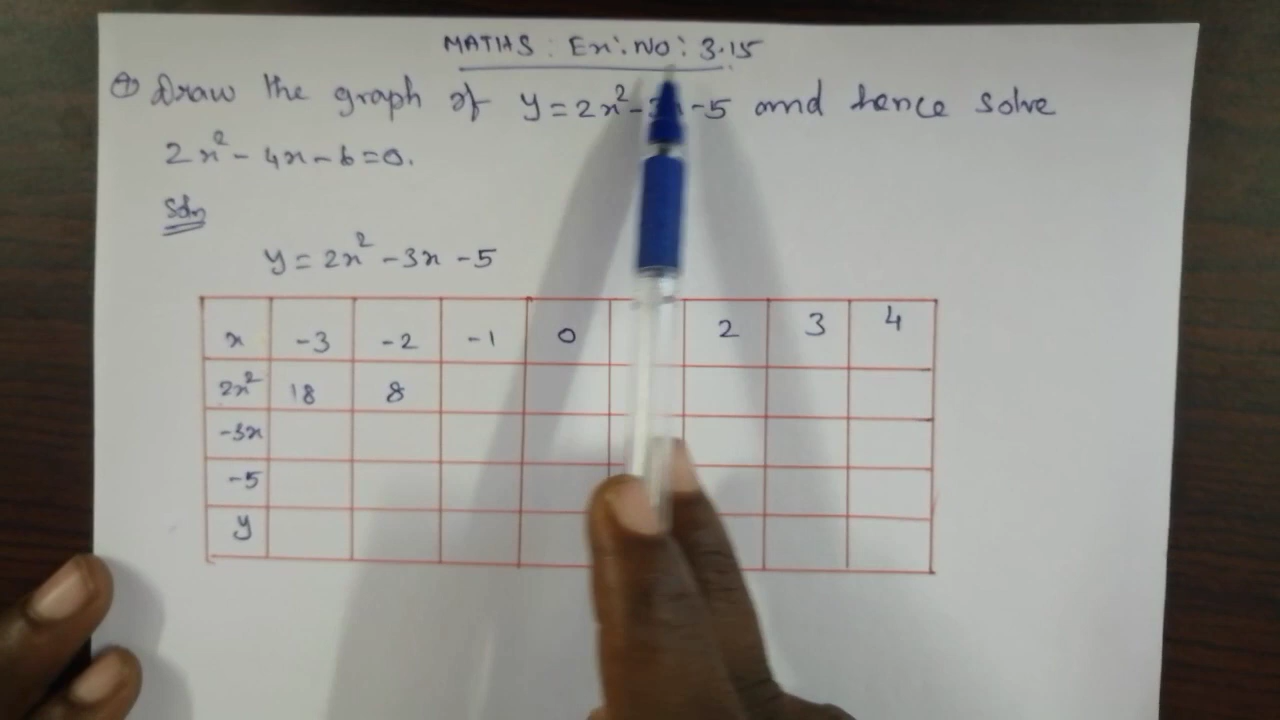 MATHS : Ex: No: 3.15
Draw the graph of y = 2x² - 3x - 5 and hence solve
2x² - 4x - 6 = 0.
Soln
y = 2x² - 3x - 5
x -3 -2 -1 0 2 3 4
2x² 18 8
-3x
-5
y